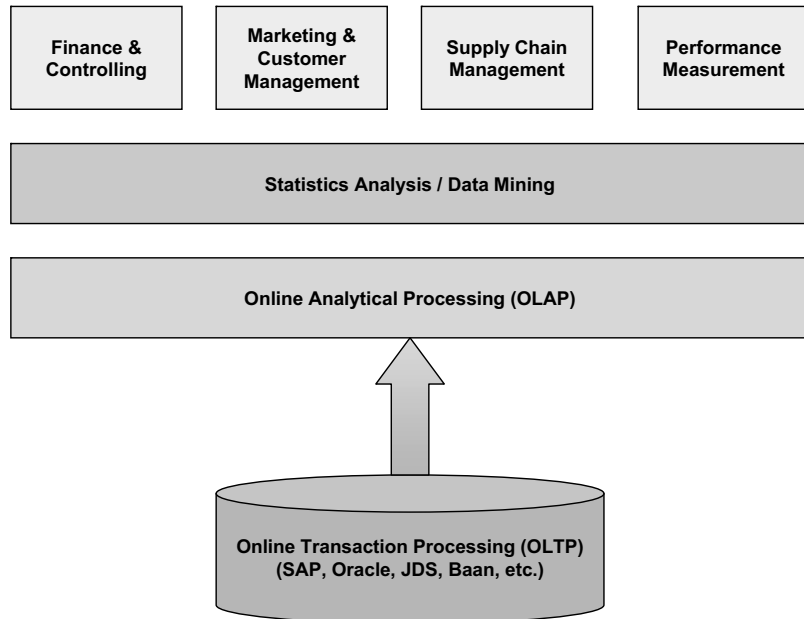 Finance &
Controlling
Marketing &
Customer
Management
Supply Chain
Management
Performance
Measurement
Statistics Analysis / Data Mining
Online Analytical Processing (OLAP)
Online Transaction Processing (OLTP)
(SAP, Oracle, JDS, Baan, etc.)